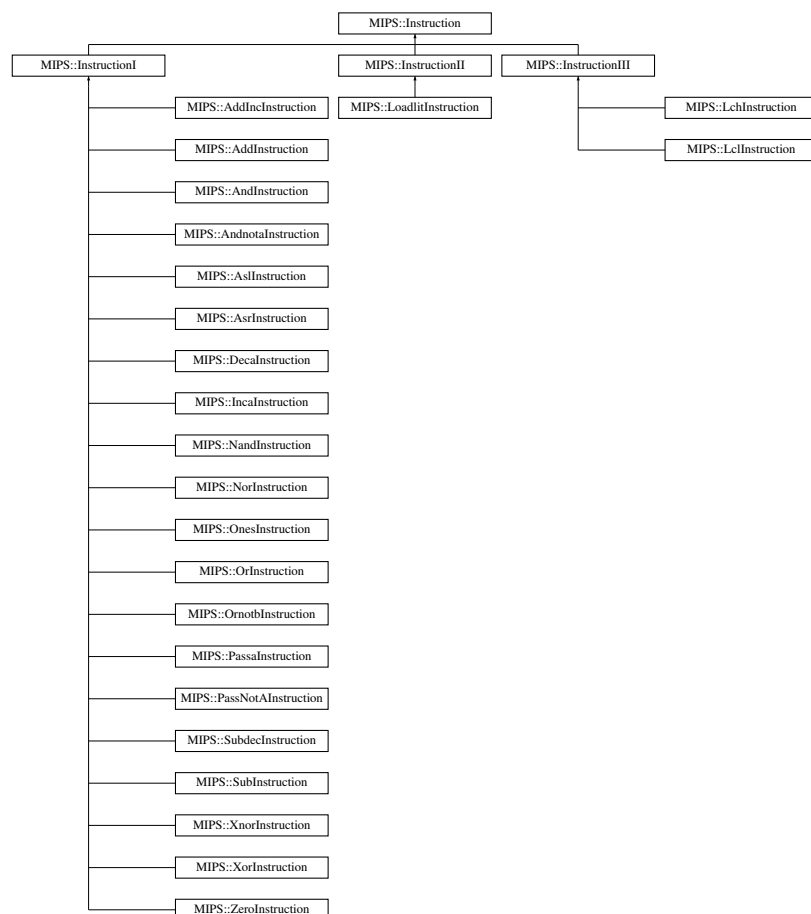 MIPS::Instruction
MIPS::InstructionI
MIPS::InstructionII
MIPS::InstructionIII
MIPS::AddIncInstruction
MIPS::LoadlitInstruction
MIPS::LchInstruction
MIPS::AddInstruction
MIPS::LclInstruction
MIPS::AndInstruction
MIPS::AndnotaInstruction
MIPS::AslInstruction
MIPS::AsrInstruction
MIPS::DecaInstruction
MIPS::IncaInstruction
MIPS::NandInstruction
MIPS::NorInstruction
MIPS::OnesInstruction
MIPS::OrInstruction
MIPS::OrnotbInstruction
MIPS::PassaInstruction
MIPS::PassNotAInstruction
MIPS::SubdecInstruction
MIPS::SubInstruction
MIPS::XnorInstruction
MIPS::XorInstruction
MIPS::ZeroInstruction